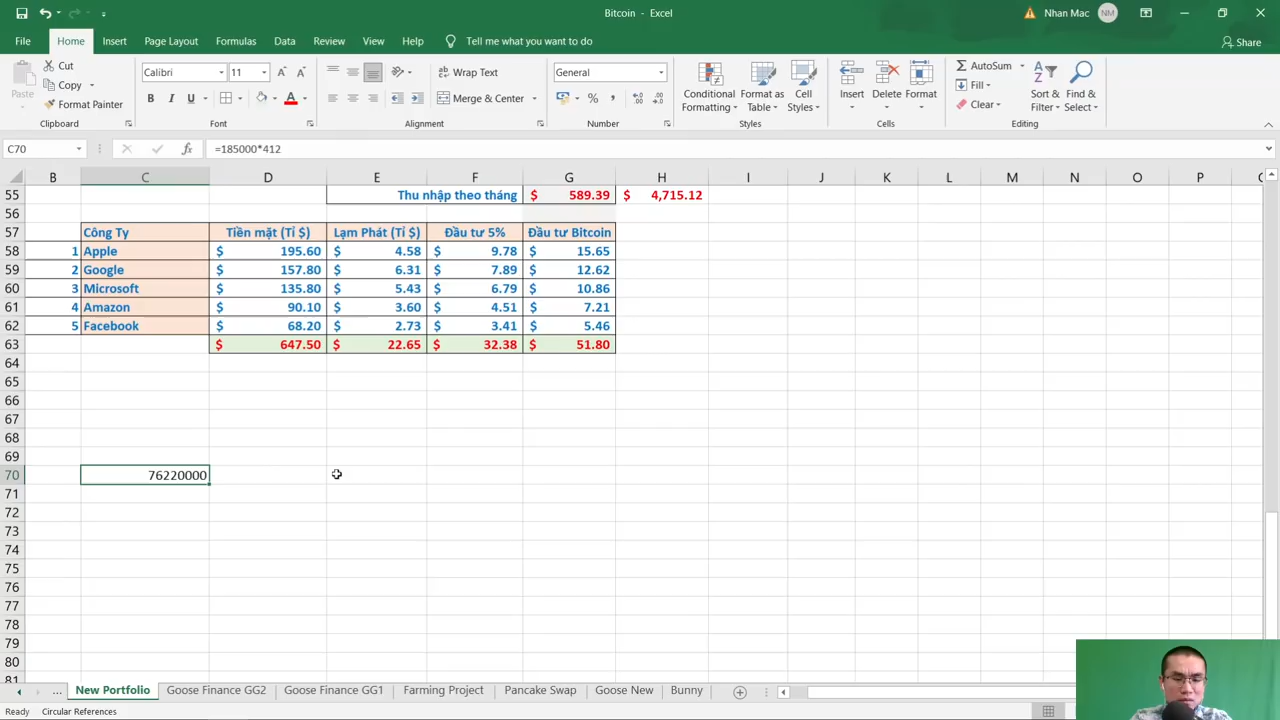 Bitcoin - Excel
Nhan Mac NM
File Home Insert Page Layout Formulas Data Review View Help Tell me what you want to do Share
Paste Cut Copy Format Painter Clipboard
Calibri 11 B I U A Font
Wrap Text Merge & Center Alignment
General % Number
Conditional Formatting Format as Table Cell Styles Styles
Insert Delete Format Cells
AutoSum Fill Clear Sort & Filter Find & Select Editing
C70 fx =185000*412
B C D E F G H I J K L M N O P
55 Thu nhập theo tháng $ 589.39 $ 4,715.12
56
57 Công Ty Tiền mặt (Tỉ $) Lạm Phát (Tỉ $) Đầu tư 5% Đầu tư Bitcoin
58 1 Apple $ 195.60 $ 4.58 $ 9.78 $ 15.65
59 2 Google $ 157.80 $ 6.31 $ 7.89 $ 12.62
60 3 Microsoft $ 135.80 $ 5.43 $ 6.79 $ 10.86
61 4 Amazon $ 90.10 $ 3.60 $ 4.51 $ 7.21
62 5 Facebook $ 68.20 $ 2.73 $ 3.41 $ 5.46
63 $ 647.50 $ 22.65 $ 32.38 $ 51.80
64
65
66
67
68
69
70 76220000
71
72
73
74
75
76
77
78
79
80
81
... New Portfolio Goose Finance GG2 Goose Finance GG1 Farming Project Pancake Swap Goose New Bunny
Ready Circular References